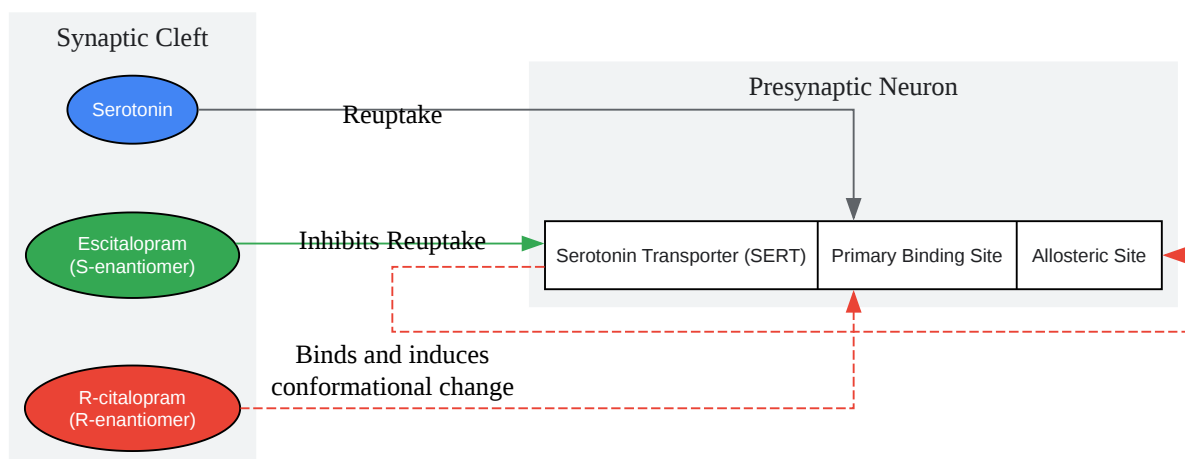 Synaptic Cleft
Serotonin
Reuptake
Presynaptic Neuron
Escitalopram
(S-enantiomer)
Inhibits Reuptake
Serotonin Transporter (SERT)
Primary Binding Site
Allosteric Site
Binds and induces
conformational change
R-citalopram
(R-enantiomer)